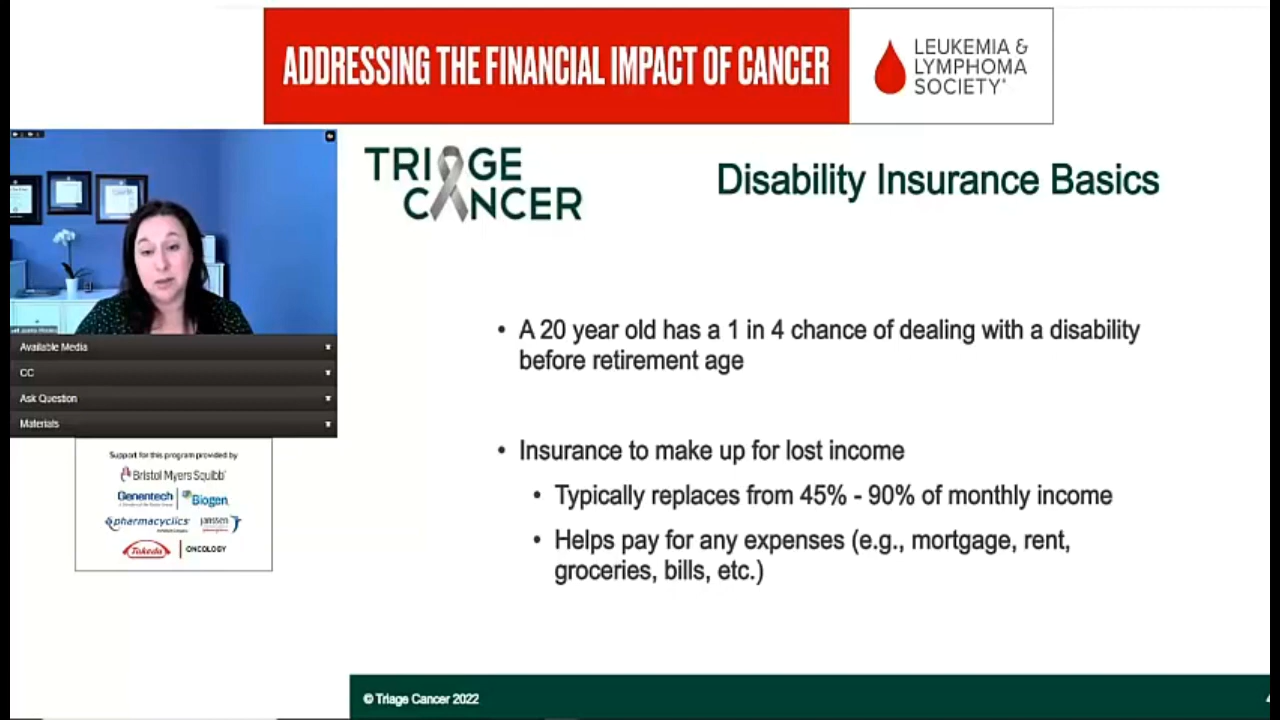 ADDRESSING THE FINANCIAL IMPACT OF CANCER
LEUKEMIA &
LYMPHOMA
SOCIETY
TRIAGE
CANCER
Disability Insurance Basics
• A 20 year old has a 1 in 4 chance of dealing with a disability
before retirement age
• Insurance to make up for lost income
• Typically replaces from 45% - 90% of monthly income
• Helps pay for any expenses (e.g., mortgage, rent,
groceries, bills, etc.)
Available Media
CC
Ask Question
Materials
Support for this program provided by
Bristol Myers Squibb
Genentech
Biogen
pharmacyclics
janssen
Takeda
ONCOLOGY
© Triage Cancer 2022